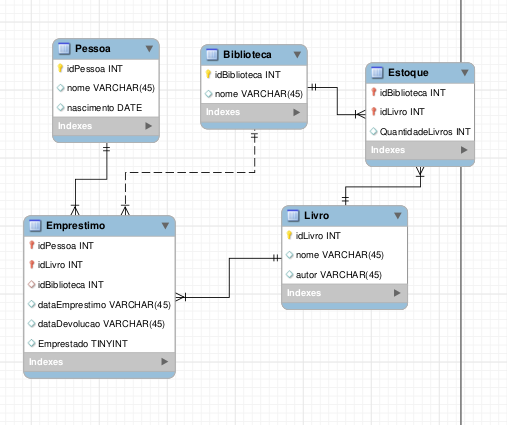 Pessoa
idPessoa INT
nome VARCHAR(45)
nascimento DATE
Indexes
Biblioteca
idBiblioteca INT
nome VARCHAR(45)
Indexes
Estoque
idBiblioteca INT
idLivro INT
QuantidadeLivros INT
Indexes
Emprestimo
idPessoa INT
idLivro INT
idBiblioteca INT
dataEmprestimo VARCHAR(45)
dataDevolucao VARCHAR(45)
Emprestado TINYINT
Indexes
Livro
idLivro INT
nome VARCHAR(45)
autor VARCHAR(45)
Indexes